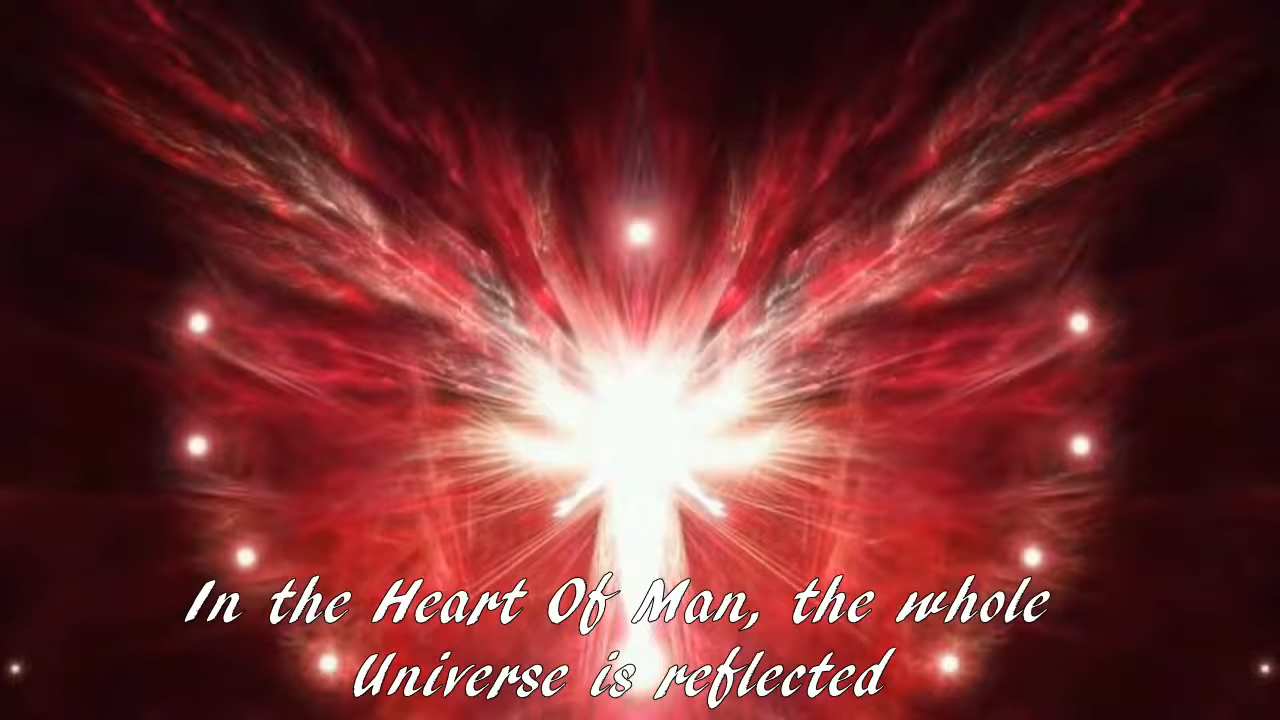 In the Heart Of Man, the whole
Universe is reflected